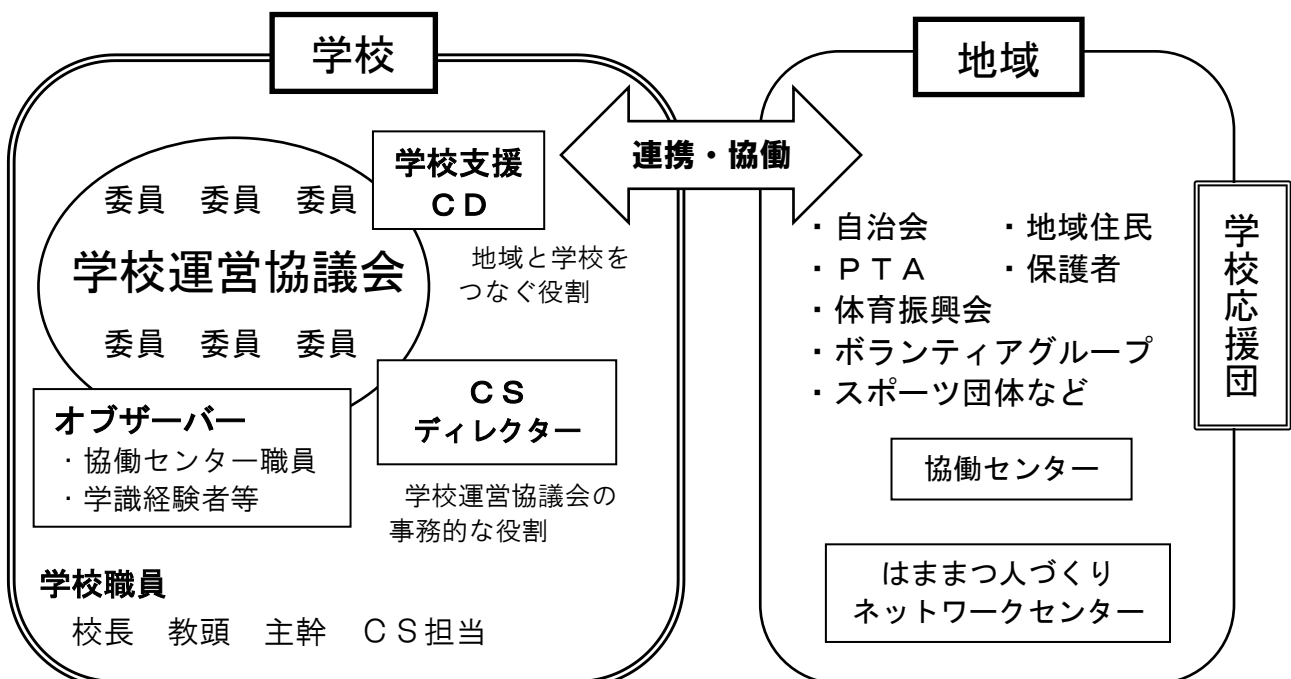 学校
学校支援
ＣＤ
委員　委員　委員
学校運営協議会
委員　委員　委員
地域と学校を
つなぐ役割
オブザーバー
・協働センター職員
・学識経験者等
ＣＳ
ディレクター
学校運営協議会の
事務的な役割
学校職員
校長　教頭　主幹　ＣＳ担当
連携・協働
地域
・自治会　・地域住民
・ＰＴＡ　・保護者
・体育振興会
・ボランティアグループ
・スポーツ団体など
協働センター
はままつ人づくり
ネットワークセンター
学校応援団